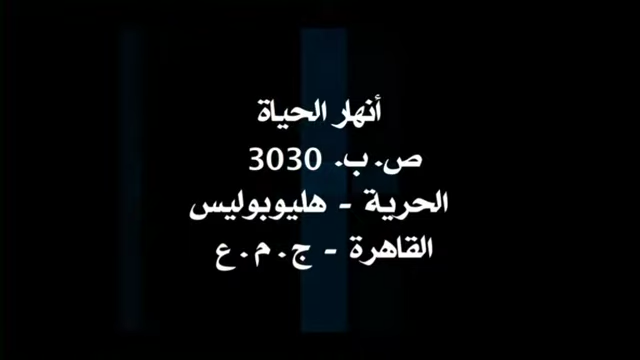 أنهار الحياة
ص. ب. 3030
الحرية - هليوبوليس
القاهرة - ج. م. ع